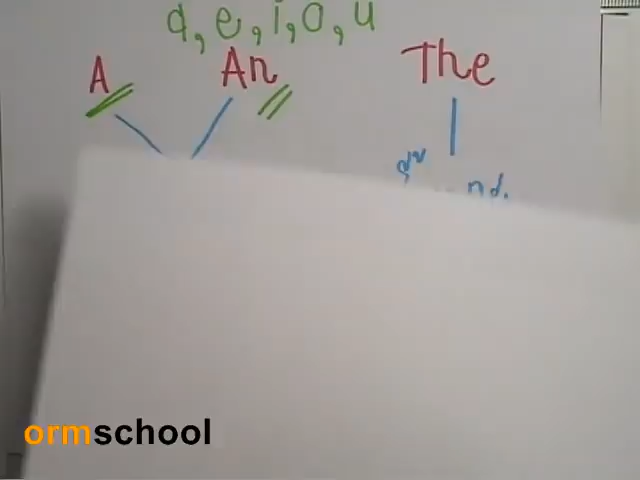 a, e, i, o, u
A An The
ormschool